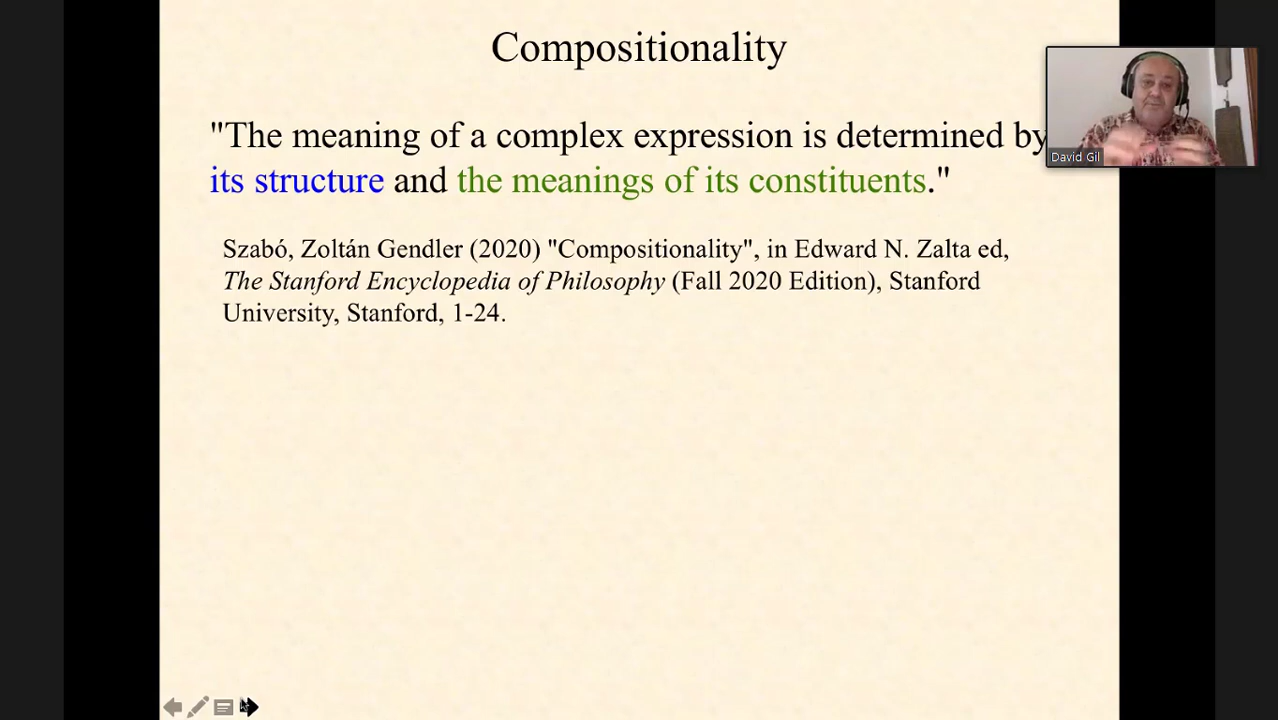 Compositionality
"The meaning of a complex expression is determined by
its structure and the meanings of its constituents."
Szabó, Zoltán Gendler (2020) "Compositionality", in Edward N. Zalta ed,
The Stanford Encyclopedia of Philosophy (Fall 2020 Edition), Stanford
University, Stanford, 1-24.
David Gil